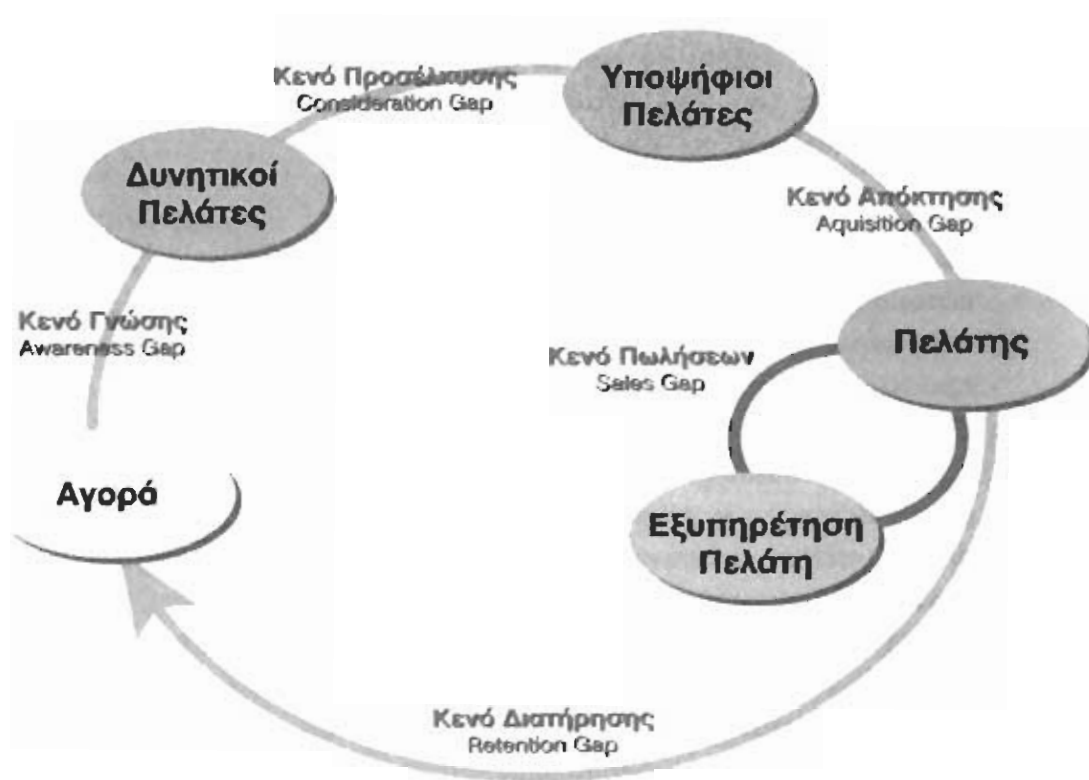 Κενό Προσέλκυσης
Consideration Gap
Υποψήφιοι
Πελάτες
Δυνητικοί
Πελάτες
Κενό Απόκτησης
Aquisition Gap
Κενό Γνώσης
Awareness Gap
Πελάτης
Κενό Πωλήσεων
Sales Gap
Αγορά
Εξυπηρέτηση
Πελάτη
Κενό Διατήρησης
Retention Gap